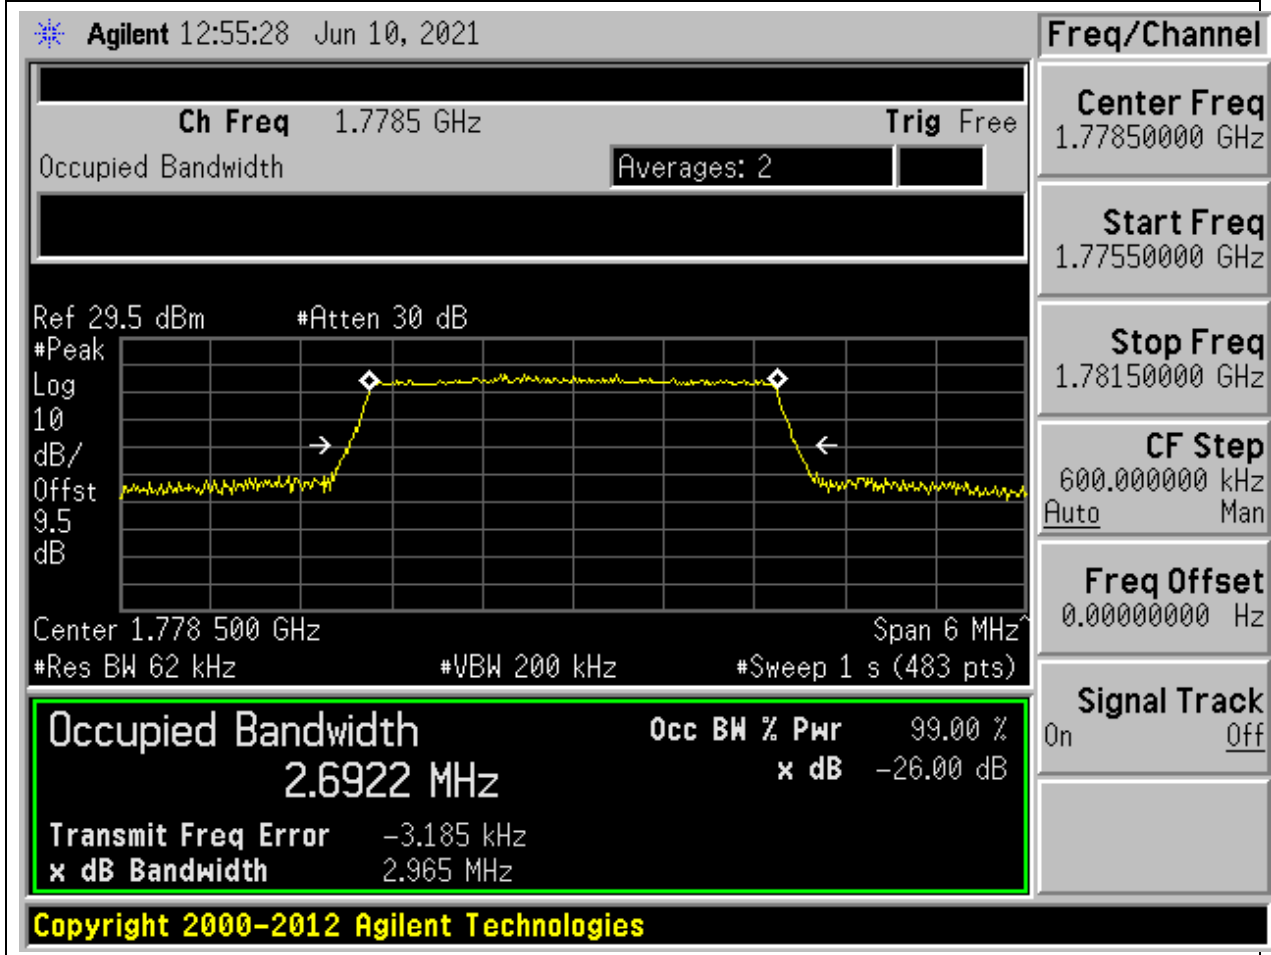 Agilent 12:55:28 Jun 10, 2021
Freq/Channel
Ch Freq 1.7785 GHz Trig Free
Occupied Bandwidth Averages: 2
Center Freq
1.77850000 GHz
Start Freq
1.77550000 GHz
Stop Freq
1.78150000 GHz
CF Step
600.000000 kHz
Auto Man
Freq Offset
0.00000000 Hz
Signal Track
On Off
Ref 29.5 dBm #Atten 30 dB
#Peak
Log
10
dB/
Offst
9.5
dB
Center 1.778 500 GHz Span 6 MHz^
#Res BW 62 kHz #VBW 200 kHz #Sweep 1 s (483 pts)
Occupied Bandwidth Occ BW % Pwr 99.00 %
2.6922 MHz x dB -26.00 dB
Transmit Freq Error -3.185 kHz
x dB Bandwidth 2.965 MHz
Copyright 2000-2012 Agilent Technologies